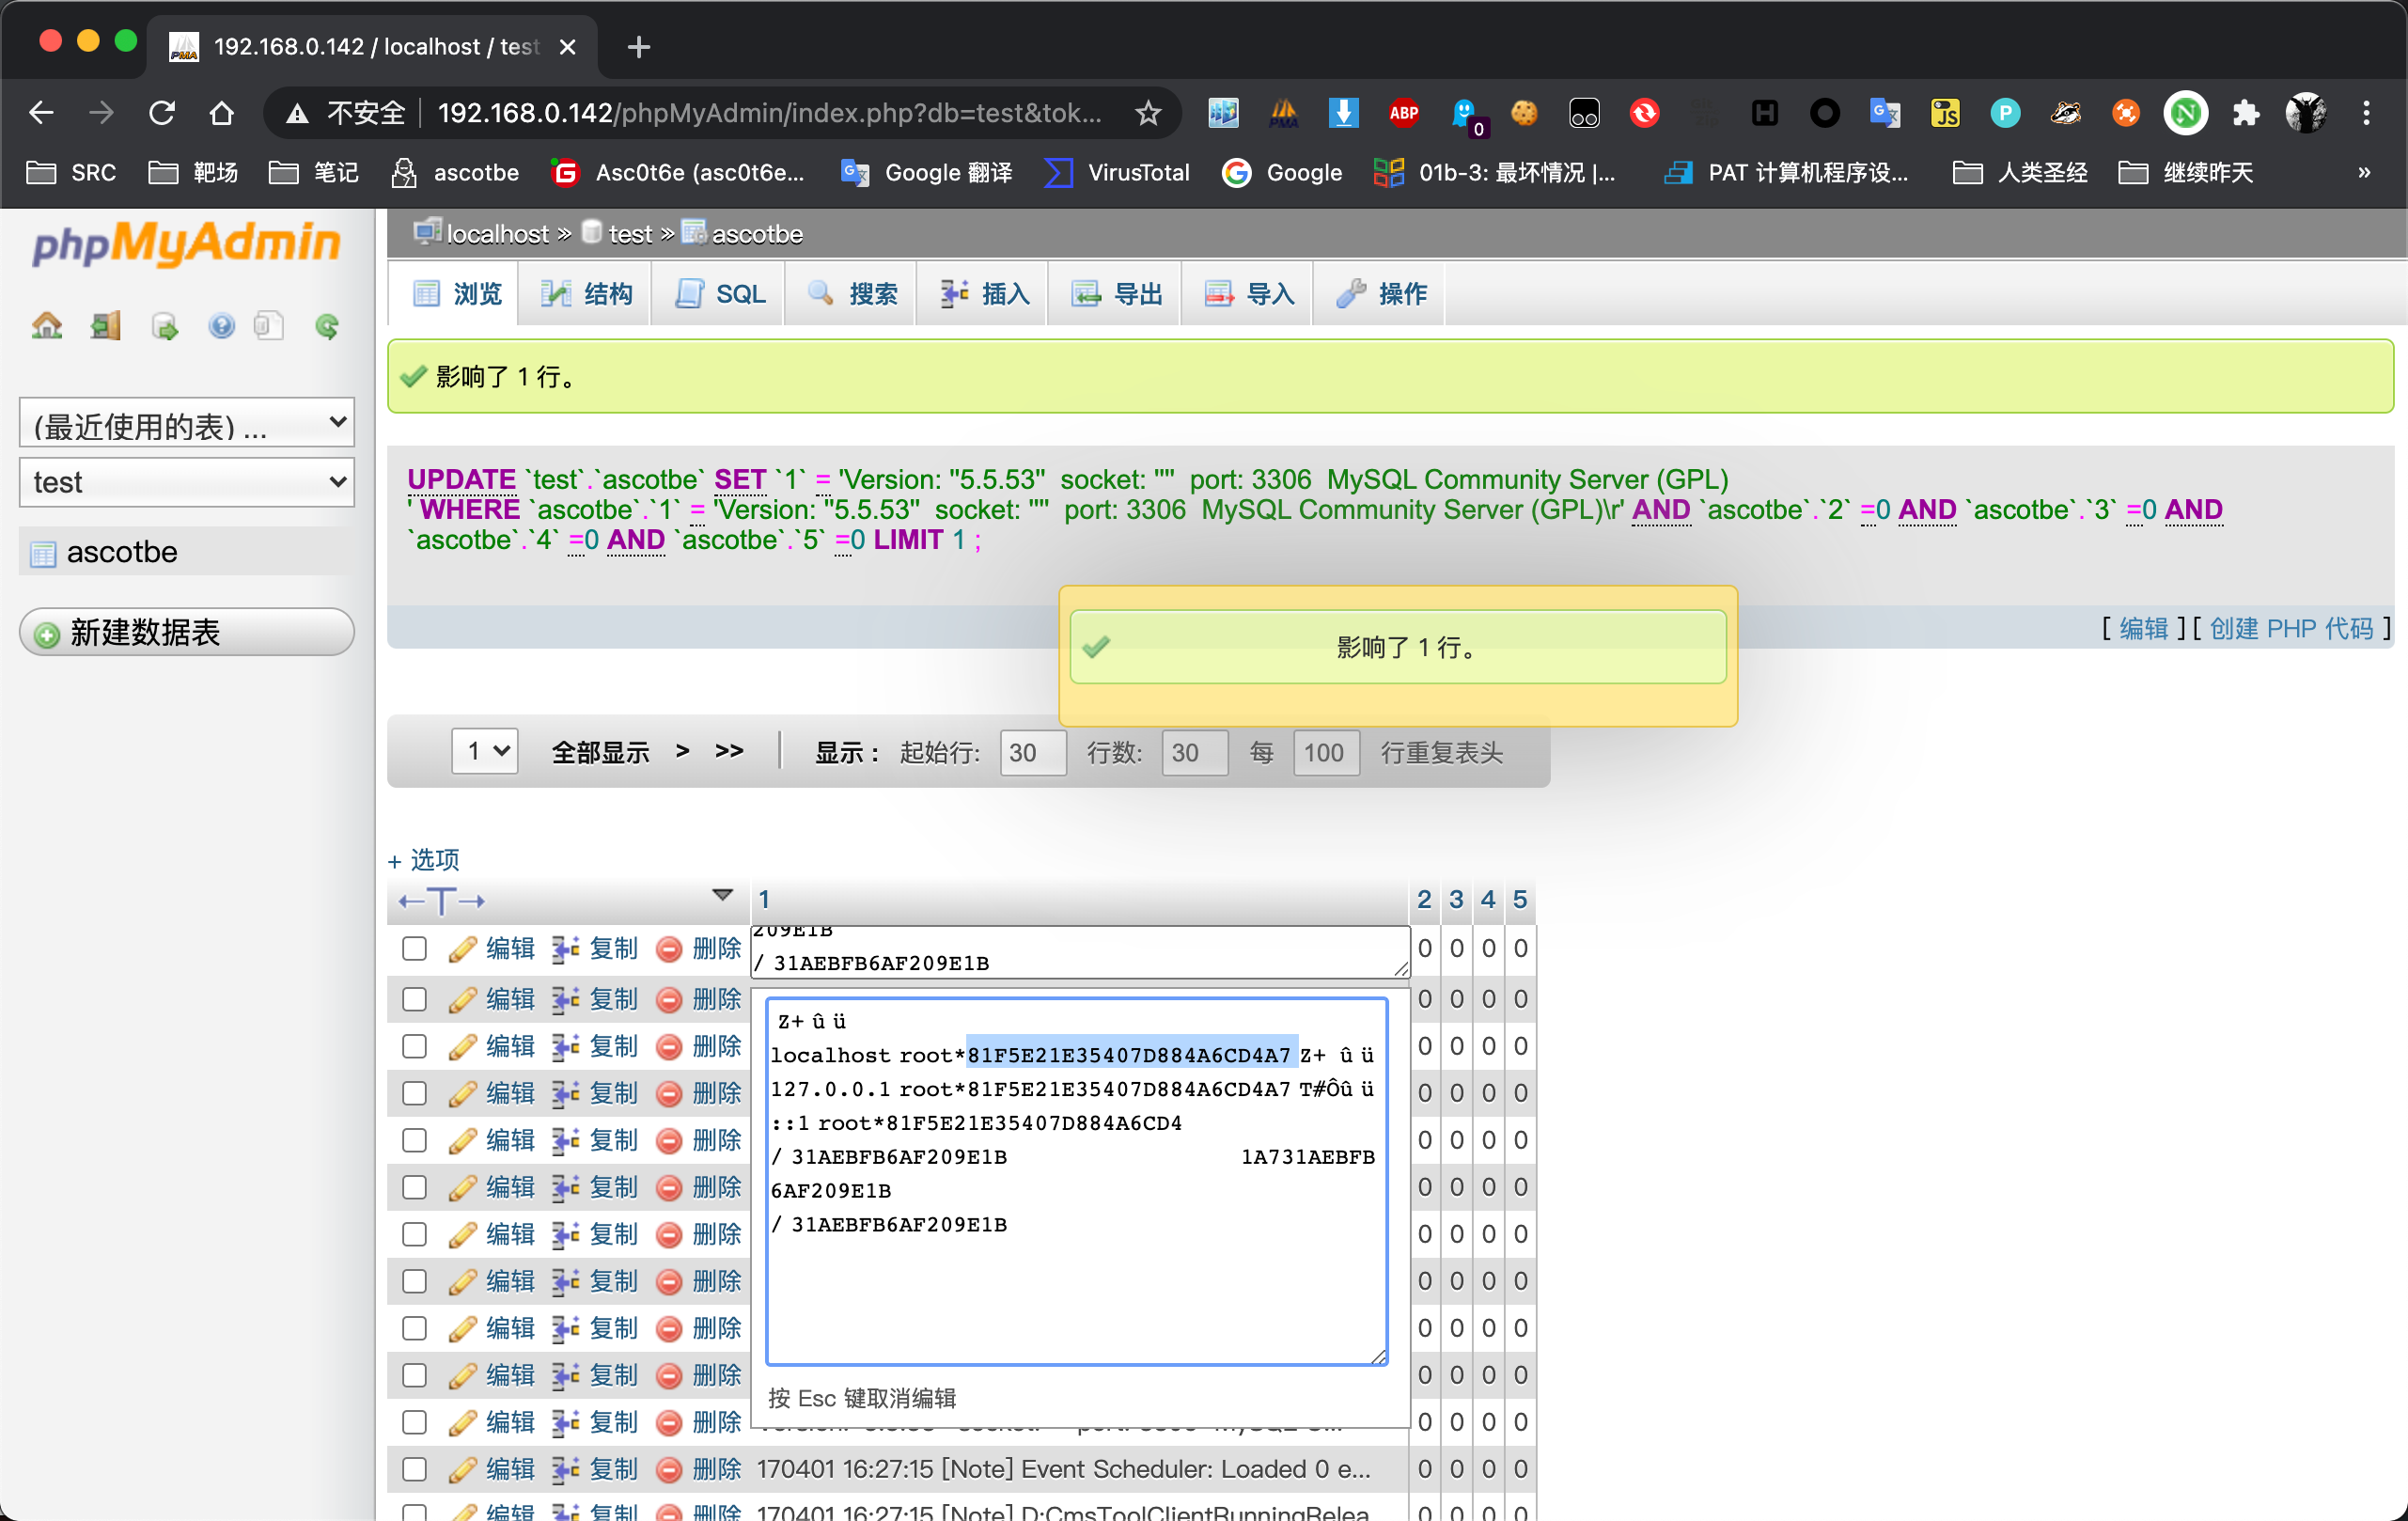 192.168.0.142 / localhost / test
不安全 192.168.0.142/phpMyAdmin/index.php?db=test&tok...
ABP 0 JS P N
SRC 靶场 笔记 ascotbe Asc0t6e (asc0t6e... Google 翻译 VirusTotal Google 01b-3: 最坏情况 |... PAT 计算机程序设... 人类圣经 继续昨天 »
phpMyAdmin
(最近使用的表) ...
test
ascotbe
新建数据表
localhost » test » ascotbe
浏览 结构 SQL 搜索 插入 导出 导入 操作
影响了 1 行。
UPDATE `test`.`ascotbe` SET `1` = 'Version: "5.5.53" socket: "" port: 3306 MySQL Community Server (GPL)
' WHERE `ascotbe`.`1` = 'Version: "5.5.53" socket: "" port: 3306 MySQL Community Server (GPL)\r' AND `ascotbe`.`2` =0 AND `ascotbe`.`3` =0 AND
`ascotbe`.`4` =0 AND `ascotbe`.`5` =0 LIMIT 1 ;
[ 编辑 ] [ 创建 PHP 代码 ]
影响了 1 行。
1 全部显示 > >> 显示 : 起始行: 30 行数: 30 每 100 行重复表头
+ 选项
←T→ 1 2 3 4 5
209E1B
编辑 复制 删除 / 31AEBFB6AF209E1B 0 0 0 0
编辑 复制 删除 0 0 0 0
Z+ û ü
编辑 复制 删除 localhost root*81F5E21E35407D884A6CD4A7 Z+ û ü 0 0 0 0
编辑 复制 删除 127.0.0.1 root*81F5E21E35407D884A6CD4A7 T#Ôû ü 0 0 0 0
编辑 复制 删除 ::1 root*81F5E21E35407D884A6CD4 0 0 0 0
/ 31AEBFB6AF209E1B 1A731AEBFB
编辑 复制 删除 6AF209E1B 0 0 0 0
编辑 复制 删除 / 31AEBFB6AF209E1B 0 0 0 0
编辑 复制 删除 0 0 0 0
编辑 复制 删除 0 0 0 0
编辑 复制 删除 0 0 0 0
按 Esc 键取消编辑
编辑 复制 删除 0 0 0 0
编辑 复制 删除 170401 16:27:15 [Note] Event Scheduler: Loaded 0 e... 0 0 0 0
编辑 复制 删除 170401 16:27:15 [Note] D:CmsToolClientRunningRelea... 0 0 0 0